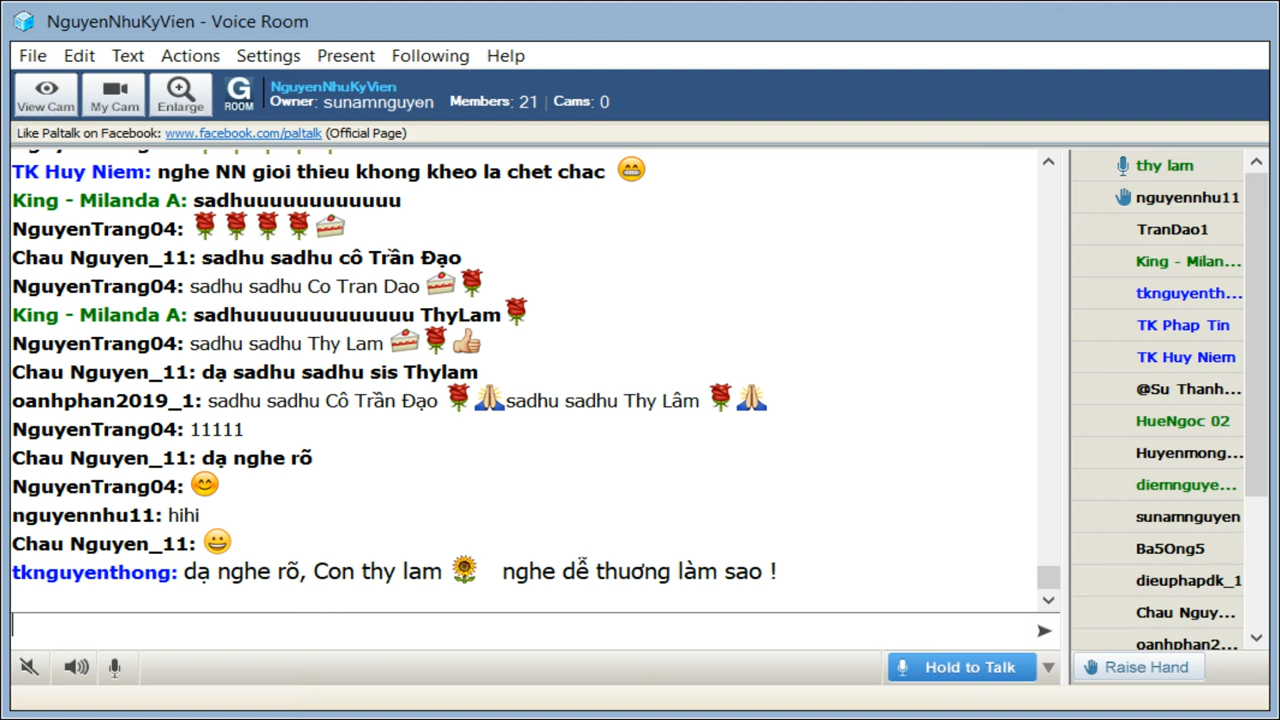 NguyenNhuKyVien - Voice Room
File Edit Text Actions Settings Present Following Help
View Cam My Cam Enlarge G ROOM
NguyenNhuKyVien
Owner: sunamnguyen Members: 21 Cams: 0
Like Paltalk on Facebook: www.facebook.com/paltalk (Official Page)
TK Huy Niem: nghe NN gioi thieu khong kheo la chet chac
King - Milanda A: sadhuuuuuuuuuuuuu
NguyenTrang04:
Chau Nguyen_11: sadhu sadhu cô Trần Đạo
NguyenTrang04: sadhu sadhu Co Tran Dao
King - Milanda A: sadhuuuuuuuuuuuuuu ThyLam
NguyenTrang04: sadhu sadhu Thy Lam
Chau Nguyen_11: dạ sadhu sadhu sis Thylam
oanhphan2019_1: sadhu sadhu Cô Trần Đạo sadhu sadhu Thy Lâm
NguyenTrang04: 11111
Chau Nguyen_11: dạ nghe rõ
NguyenTrang04:
nguyennhu11: hihi
Chau Nguyen_11:
tknguyenthong: dạ nghe rõ, Con thy lam nghe dễ thuơng làm sao !
Hold to Talk
thy lam
nguyennhu11
TranDao1
King - Milan...
tknguyenth...
TK Phap Tin
TK Huy Niem
@Su Thanh...
HueNgoc 02
Huyenmong...
diemnguye...
sunamnguyen
Ba5Ong5
dieuphapdk_1
Chau Nguy...
oanhphan2...
Raise Hand